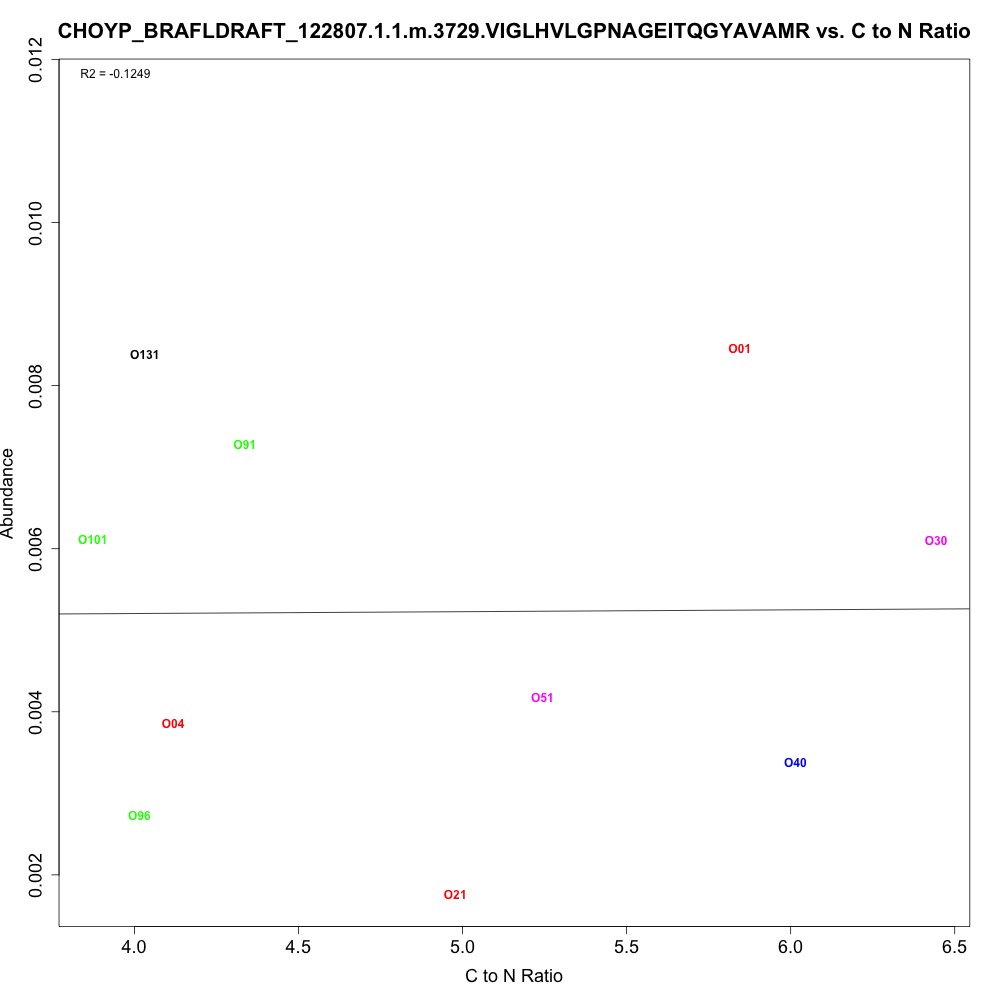 CHOYP_BRAFLDRAFT_122807.1.1.m.3729.VIGLHVLGPNAGEITQGYAVAMR vs. C to N Ratio
R2 = -0.1249
0.012
0.010
0.008
0.006
0.004
0.002
Abundance
O131
O01
O91
O101
O30
O51
O04
O40
O96
O21
4.0 4.5 5.0 5.5 6.0 6.5
C to N Ratio